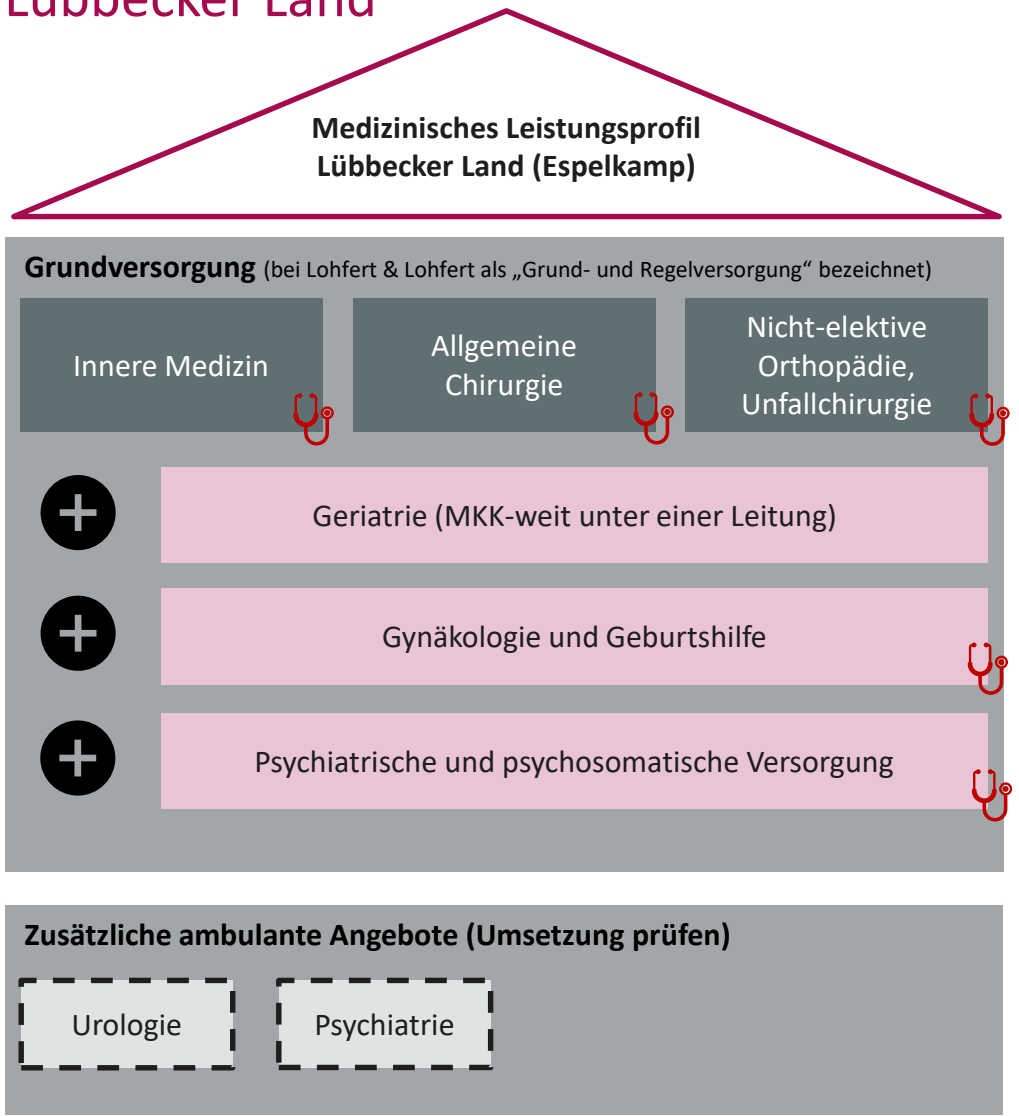 Lübbecker Land
Medizinisches Leistungsprofil
Lübbecker Land (Espelkamp)
Grundversorgung (bei Lohfert & Lohfert als „Grund- und Regelversorgung“ bezeichnet)
Innere Medizin
Allgemeine
Chirurgie
Nicht-elektive
Orthopädie,
Unfallchirurgie
Geriatrie (MKK-weit unter einer Leitung)
Gynäkologie und Geburtshilfe
Psychiatrische und psychosomatische Versorgung
Zusätzliche ambulante Angebote (Umsetzung prüfen)
Urologie
Psychiatrie